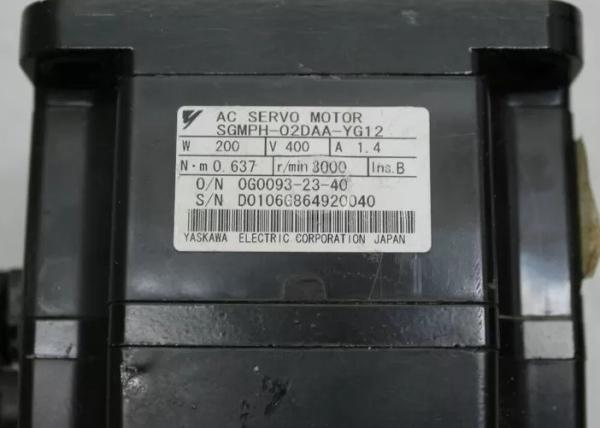 AC SERVO MOTOR
SGMPH-02DAA-YG12
W 200 V 400 A 1.4
N・m 0.637 r/min 3000 Ins.B
O/N 0G0093-23-40
S/N D0106G864920040
YASKAWA ELECTRIC CORPORATION JAPAN